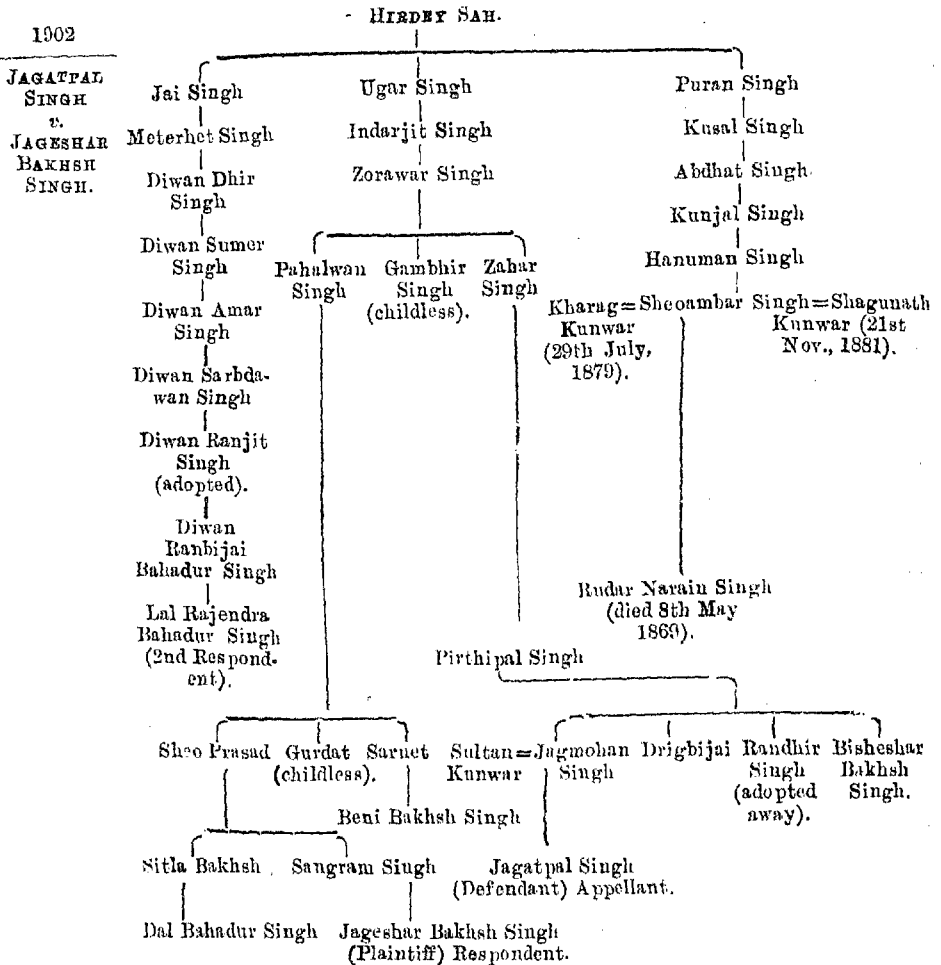 HIRDEY SAH.
1902
JAGATPAL
SINGH
v.
JAGESHAR
BAKHSH
SINGH.
Jai Singh
Ugar Singh
Puran Singh
Meterhet Singh
Indarjit Singh
Kusal Singh
Diwan Dhir
Singh
Zorawar Singh
Abdhat Singh
Kunjal Singh
Diwan Sumer
Singh
Pahalwan
Singh
Gambhir
Singh
(childless).
Zahar
Singh
Hanuman Singh
Diwan Amar
Singh
Kharag=Sheoambar Singh=Shagunath
Kunwar
(29th July,
1879).
Kunwar (21st
Nov., 1881).
Diwan Sarbda-
wan Singh
Diwan Ranjit
Singh
(adopted).
Diwan
Ranbijai
Bahadur Singh
Rudar Narain Singh
(died 8th May
1869).
Lal Rajendra
Bahadur Singh
(2nd Respond-
ent).
Pirthipal Singh
Sheo Prasad
Gurdat
(childless).
Sarnet
Sultan=Jagmohan
Kunwar Singh
Drigbijai
Randhir
Singh
(adopted
away).
Bisheshar
Bakhsh
Singh.
Beni Bakhsh Singh
Sitla Bakhsh
Sangram Singh
Jagatpal Singh
(Defendant) Appellant.
Dal Bahadur Singh
Jageshar Bakhsh Singh
(Plaintiff) Respondent.